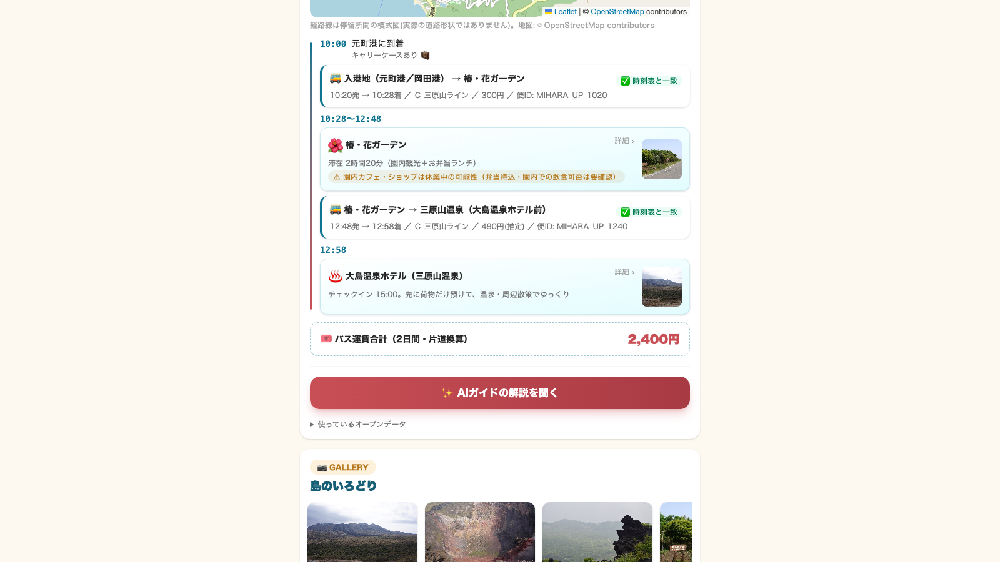 Leaflet | © OpenStreetMap contributors
経路線は停留所間の模式図(実際の道路形状ではありません)。地図: © OpenStreetMap contributors
10:00 元町港に到着
キャリーケースあり
入港地（元町港／岡田港） → 椿・花ガーデン
時刻表と一致
10:20発 → 10:28着 ／ C 三原山ライン ／ 300円 ／ 便ID: MIHARA_UP_1020
10:28〜12:48
椿・花ガーデン
詳細 ›
滞在 2時間20分（園内観光＋お弁当ランチ）
⚠ 園内カフェ・ショップは休業中の可能性（弁当持込・園内での飲食可否は要確認）
椿・花ガーデン → 三原山温泉（大島温泉ホテル前）
時刻表と一致
12:48発 → 12:58着 ／ C 三原山ライン ／ 490円(推定) ／ 便ID: MIHARA_UP_1240
12:58
大島温泉ホテル（三原山温泉）
詳細 ›
チェックイン 15:00。先に荷物だけ預けて、温泉・周辺散策でゆっくり
バス運賃合計（2日間・片道換算）
2,400円
✨ AIガイドの解説を聞く
▶ 使っているオープンデータ
GALLERY
島のいろどり